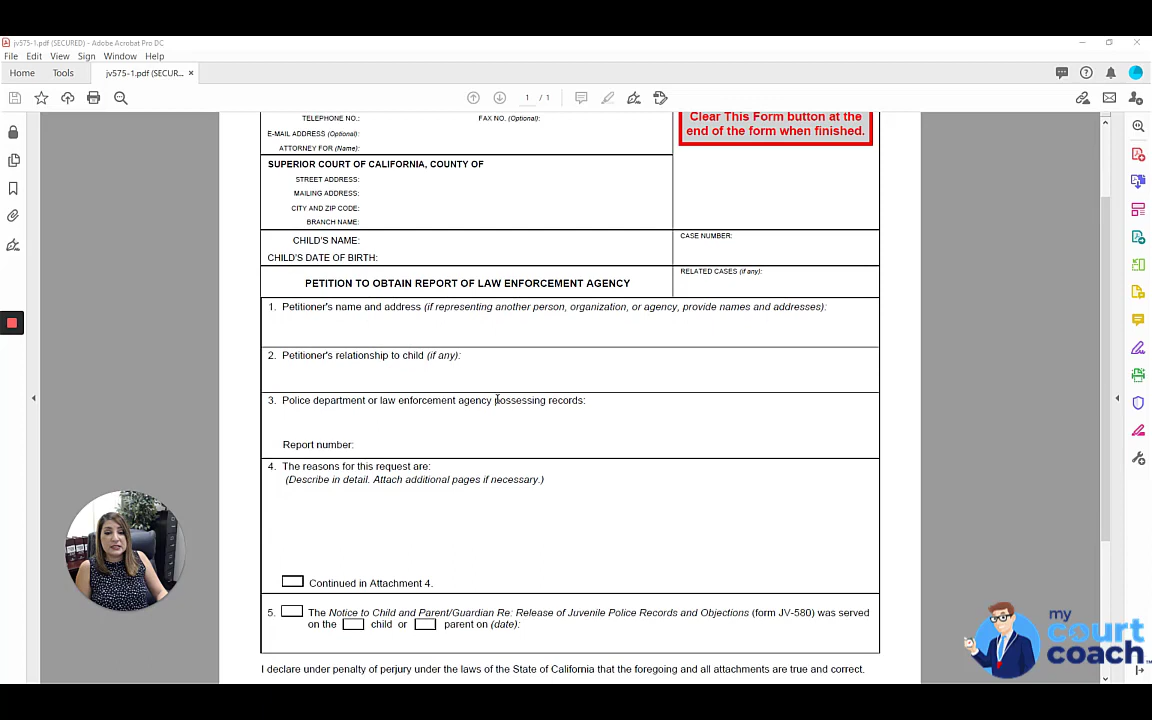 jv575-1.pdf (SECURED) - Adobe Acrobat Pro DC
File Edit View Sign Window Help
Home Tools jv575-1.pdf (SECUR... ×
1 / 1
TELEPHONE NO.: FAX NO. (Optional):
E-MAIL ADDRESS (Optional):
ATTORNEY FOR (Name):
Clear This Form button at the
end of the form when finished.
SUPERIOR COURT OF CALIFORNIA, COUNTY OF
STREET ADDRESS:
MAILING ADDRESS:
CITY AND ZIP CODE:
BRANCH NAME:
CHILD'S NAME:
CHILD'S DATE OF BIRTH:
CASE NUMBER:
PETITION TO OBTAIN REPORT OF LAW ENFORCEMENT AGENCY
RELATED CASES (if any):
1. Petitioner's name and address (if representing another person, organization, or agency, provide names and addresses):
2. Petitioner's relationship to child (if any):
3. Police department or law enforcement agency possessing records:
Report number:
4. The reasons for this request are:
(Describe in detail. Attach additional pages if necessary.)
Continued in Attachment 4.
5. The Notice to Child and Parent/Guardian Re: Release of Juvenile Police Records and Objections (form JV-580) was served
on the child or parent on (date):
I declare under penalty of perjury under the laws of the State of California that the foregoing and all attachments are true and correct.
my
court
coach